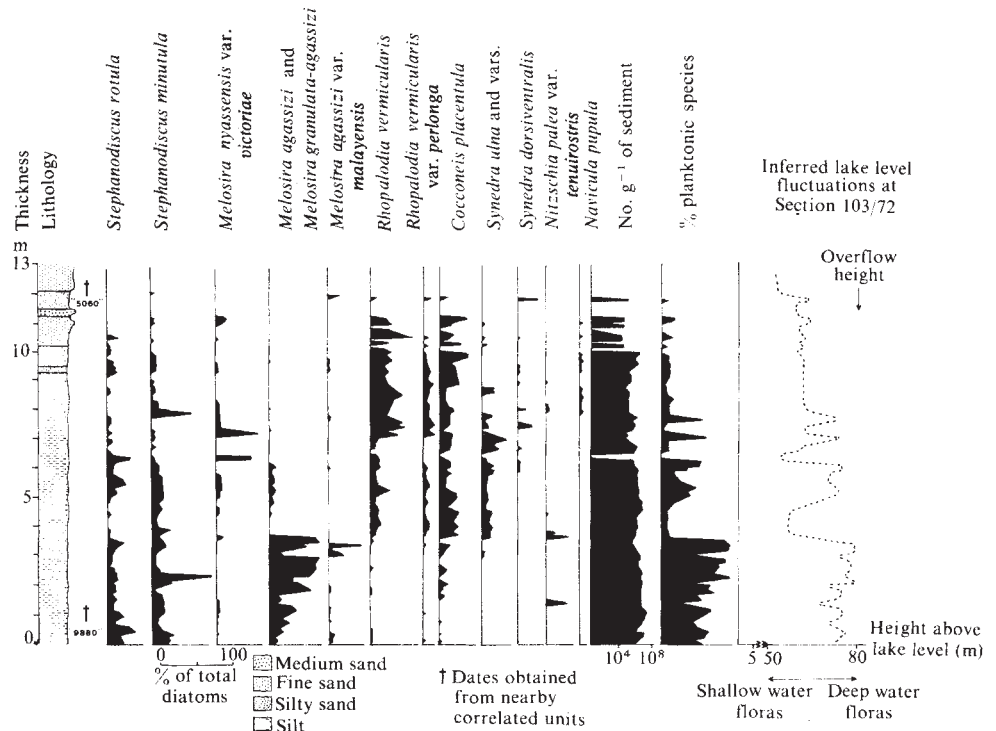 Thickness
Lithology
Stephanodiscus rotula
Stephanodiscus minutula
Melosira nyassensis var.
victoriae
Melosira agassizi and
Melosira granulata-agassizi
Melostra agassizi var.
malayensis
Rhopalodia vermicularis
Rhopalodia vermicularis
var. perlonga
Cocconeis placentula
Synedra ulna and vars.
Synedra dorsiventralis
Nitzschia palea var.
tenuirostris
Navicula pupula
No. g⁻¹ of sediment
% planktonic species
Inferred lake level
fluctuations at
Section 103/72
Overflow
height
m
13
10
5
0
†
5060
†
9880
0 100
% of total
diatoms
Medium sand
Fine sand
Silty sand
Silt
† Dates obtained
from nearby
correlated units
10⁴ 10⁸
5 50 80
Height above
lake level (m)
Shallow water
floras
Deep water
floras